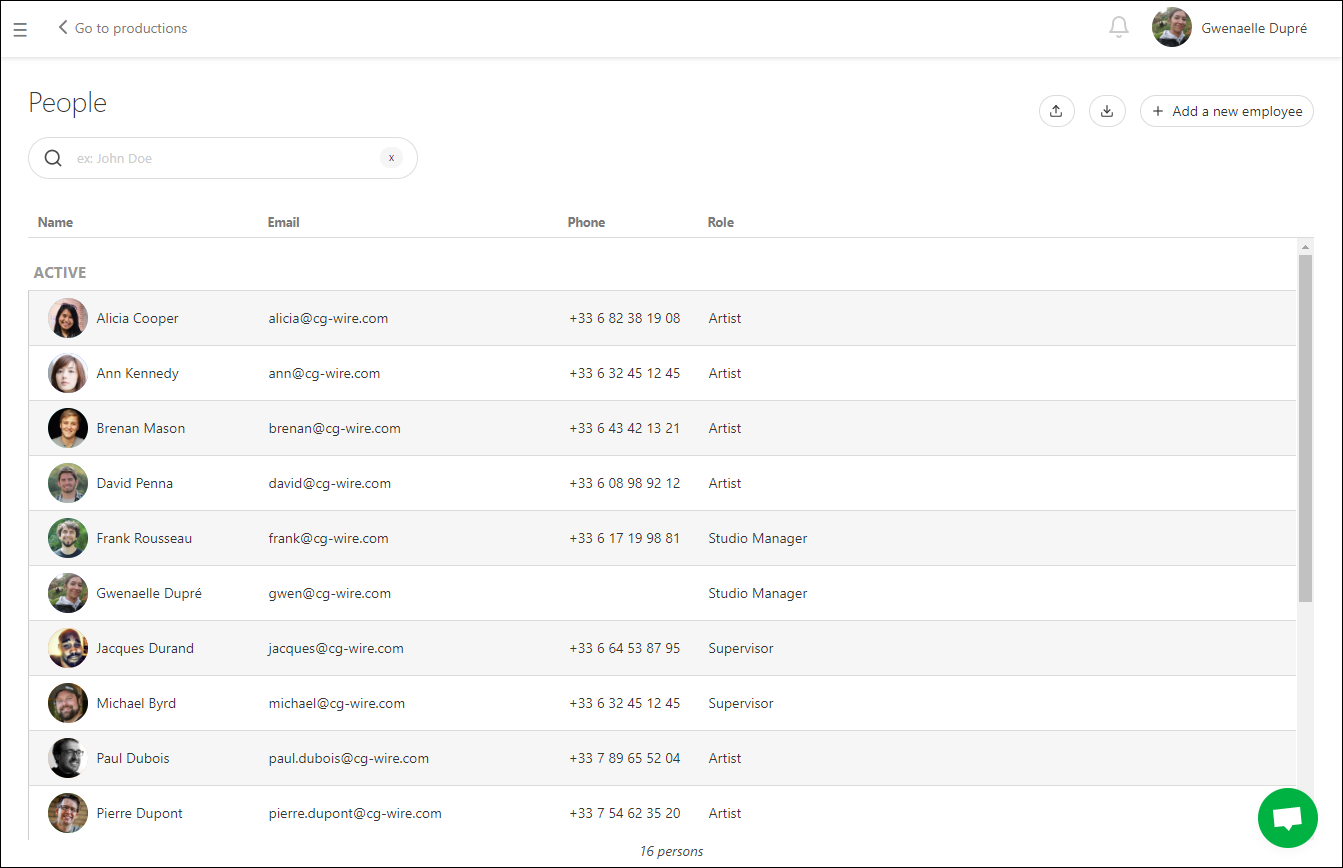 Go to productions
Gwenaelle Dupré
People
Add a new employee
ex: John Doe
x
Name Email Phone Role
ACTIVE
Alicia Cooper alicia@cg-wire.com +33 6 82 38 19 08 Artist
Ann Kennedy ann@cg-wire.com +33 6 32 45 12 45 Artist
Brenan Mason brenan@cg-wire.com +33 6 43 42 13 21 Artist
David Penna david@cg-wire.com +33 6 08 98 92 12 Artist
Frank Rousseau frank@cg-wire.com +33 6 17 19 98 81 Studio Manager
Gwenaelle Dupré gwen@cg-wire.com Studio Manager
Jacques Durand jacques@cg-wire.com +33 6 64 53 87 95 Supervisor
Michael Byrd michael@cg-wire.com +33 6 32 45 12 45 Supervisor
Paul Dubois paul.dubois@cg-wire.com +33 7 89 65 52 04 Artist
Pierre Dupont pierre.dupont@cg-wire.com +33 7 54 62 35 20 Artist
16 persons